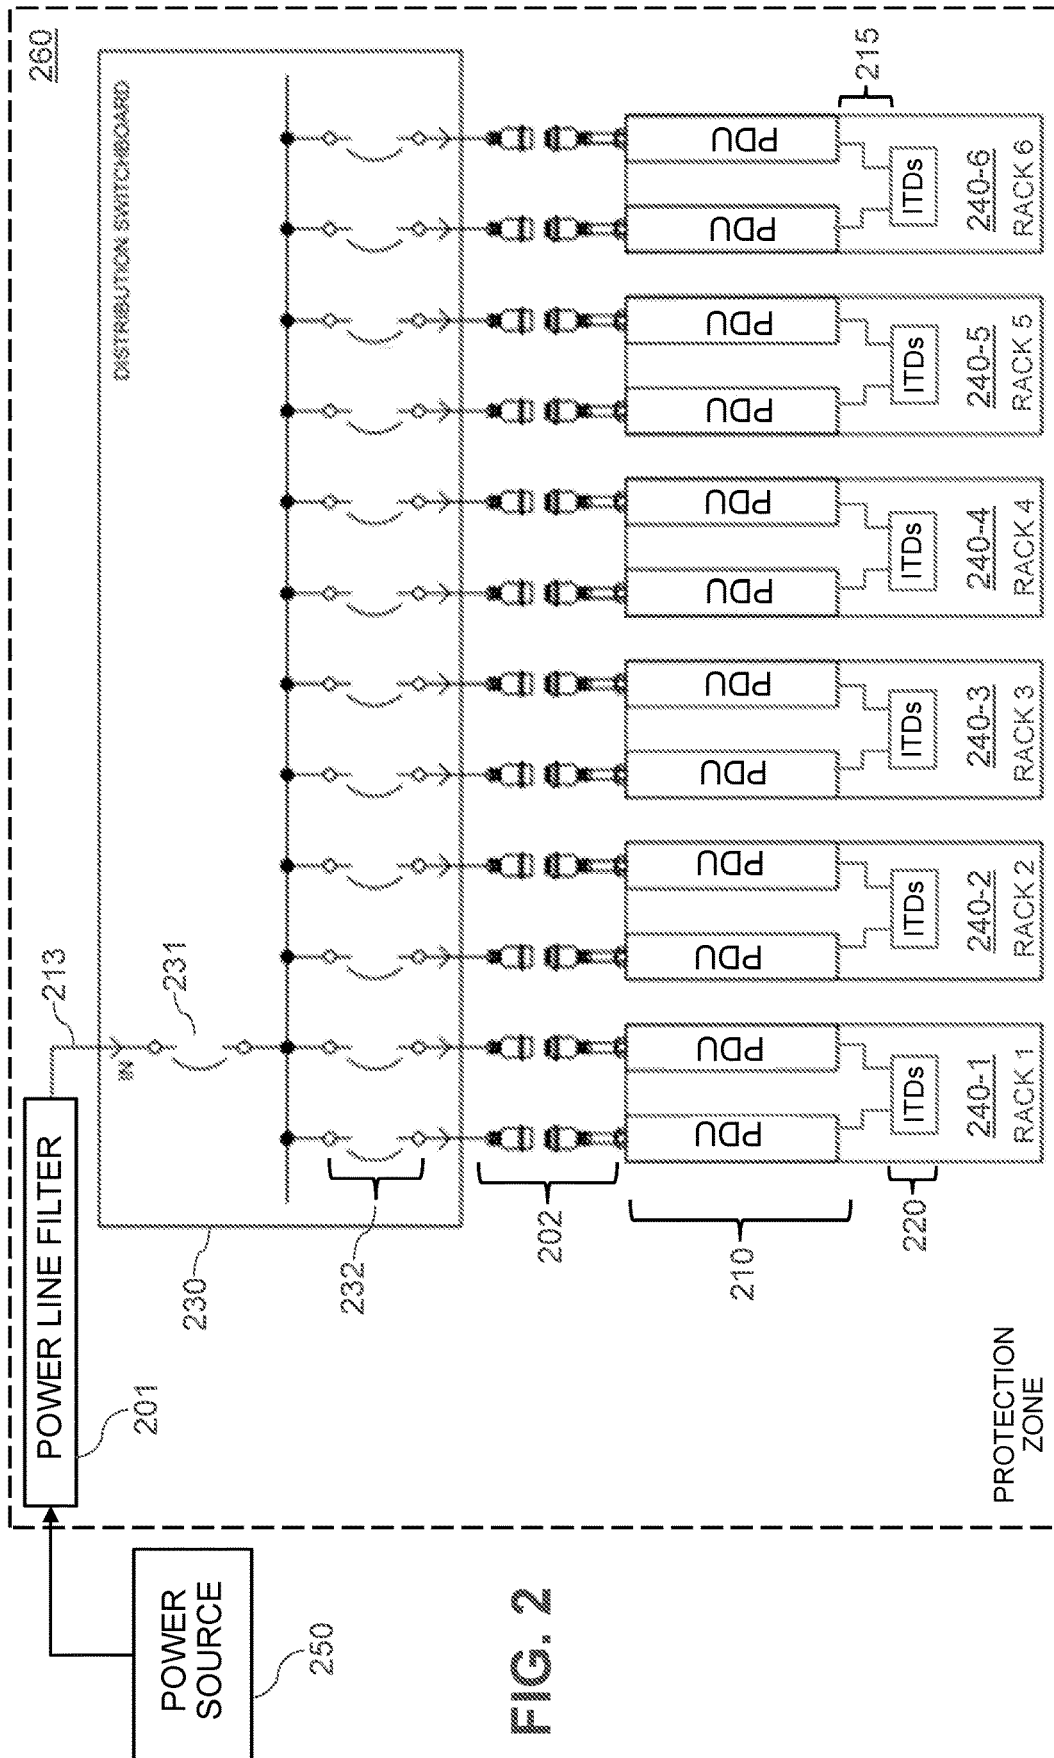 260
DISTRIBUTION SWITCHBOARD
213
231
IN
POWER LINE FILTER
201
230
232
202
210
220
215
PDU
PDU
PDU
PDU
PDU
PDU
PDU
PDU
PDU
PDU
PDU
PDU
ITDs
ITDs
ITDs
ITDs
ITDs
ITDs
240-1
RACK 1
240-2
RACK 2
240-3
RACK 3
240-4
RACK 4
240-5
RACK 5
240-6
RACK 6
PROTECTION
ZONE
POWER
SOURCE
250
FIG. 2